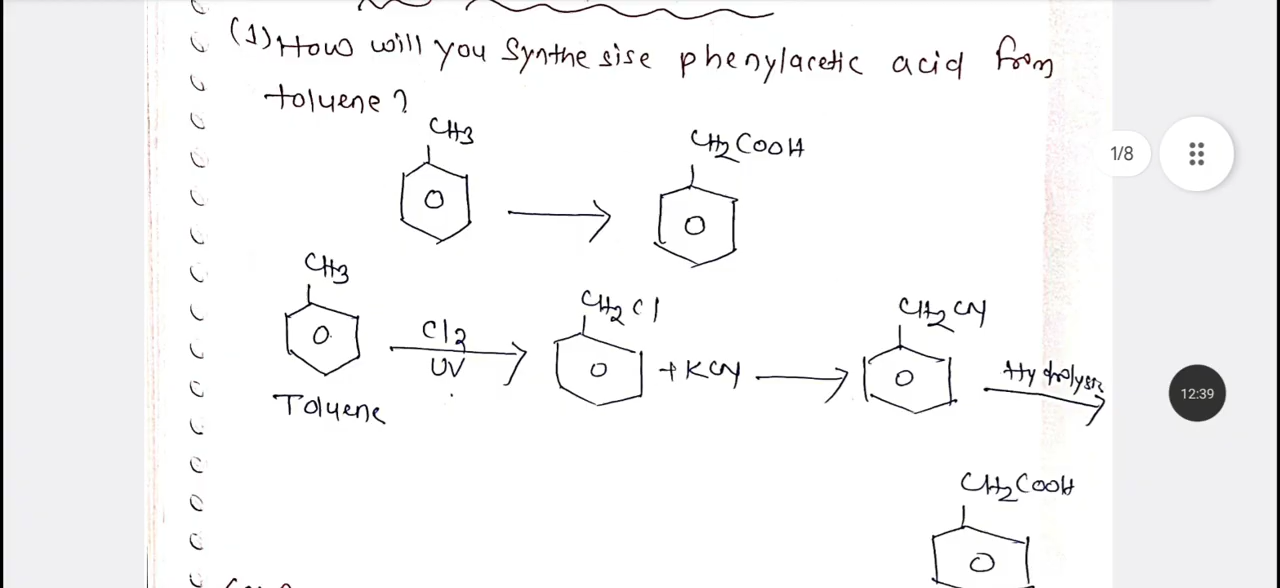 (1) How will you Synthesise phenylacetic acid from
toluene?
CH3
CH2COOH
1/8
CH3
CH2Cl
CH2CN
Cl2
UV
+ KCN
Hydrolysis
12:39
Toluene
CH2COOH